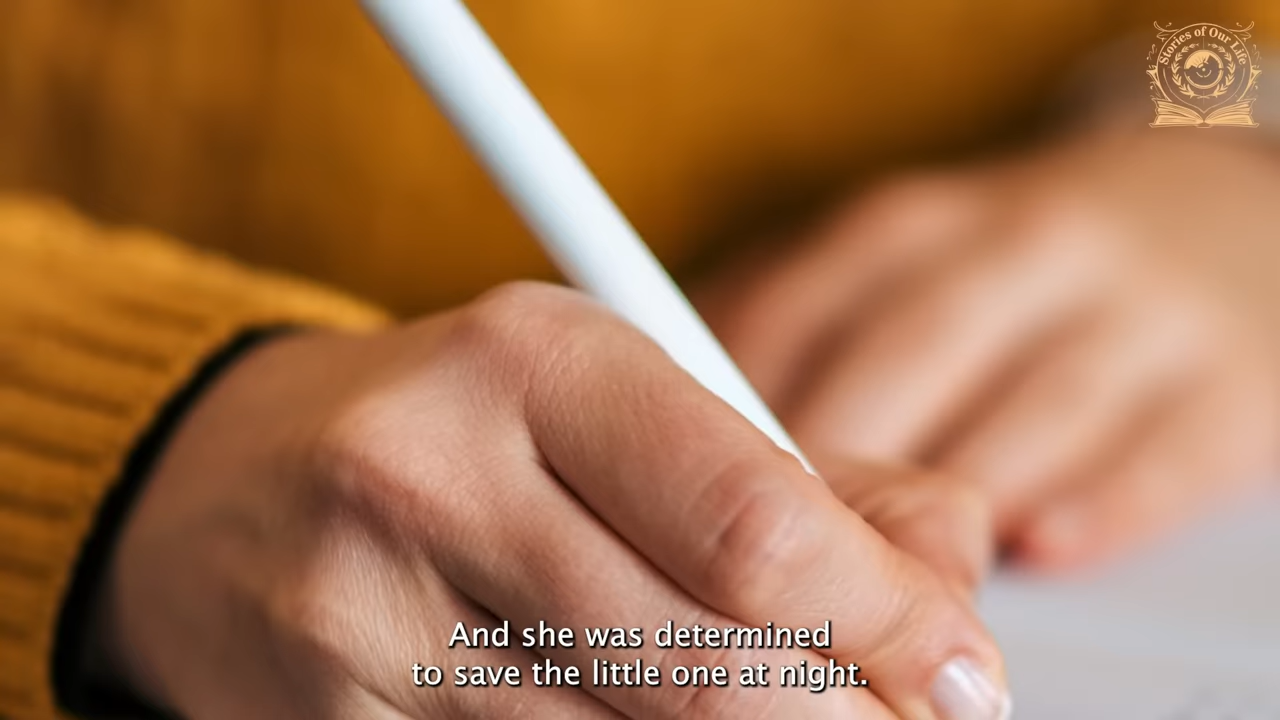 Stories of Our Life
And she was determined
to save the little one at night.